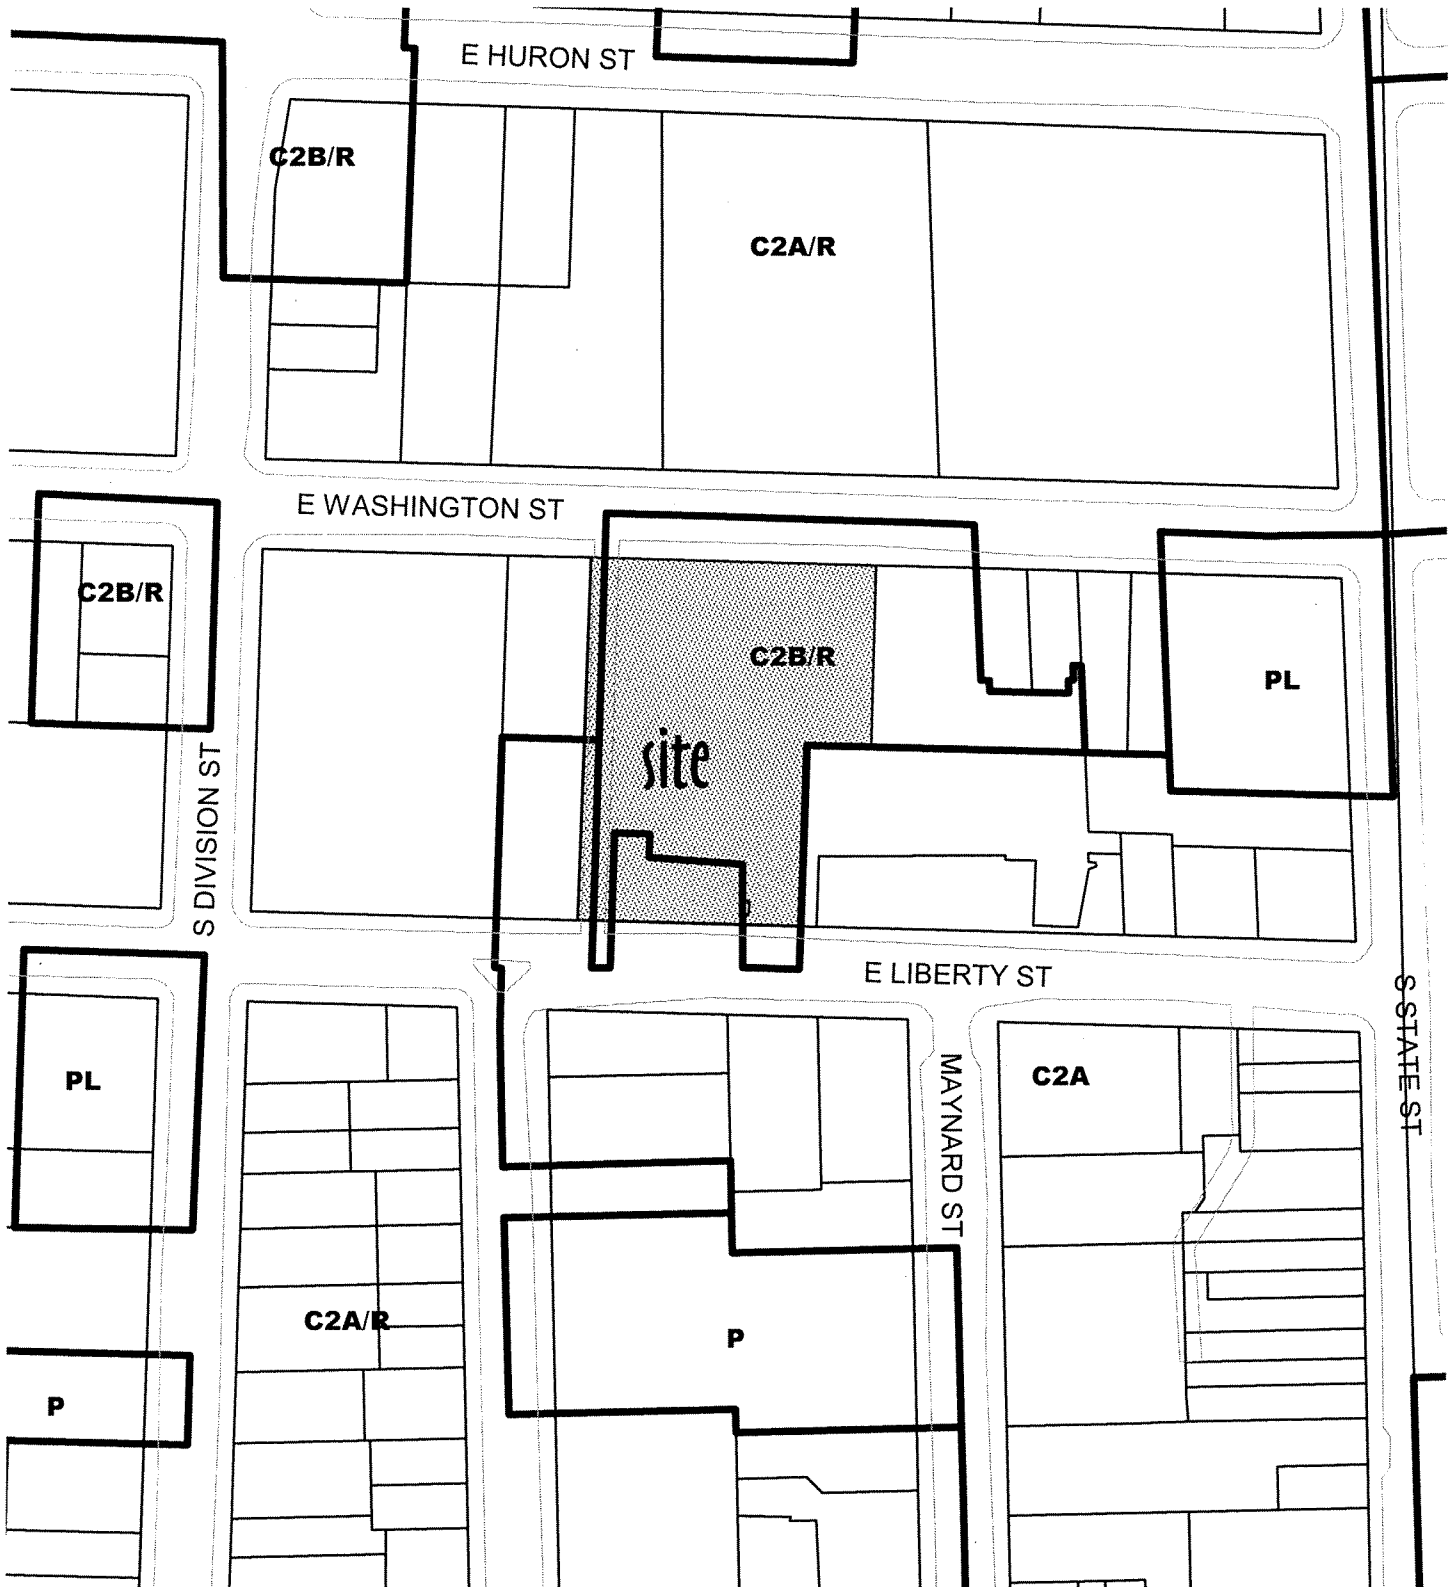 E HURON ST
C2B/R
C2A/R
E WASHINGTON ST
C2B/R
C2B/R
PL
site
S DIVISION ST
E LIBERTY ST
S STATE ST
PL
MAYNARD ST
C2A
C2A/R
P
P